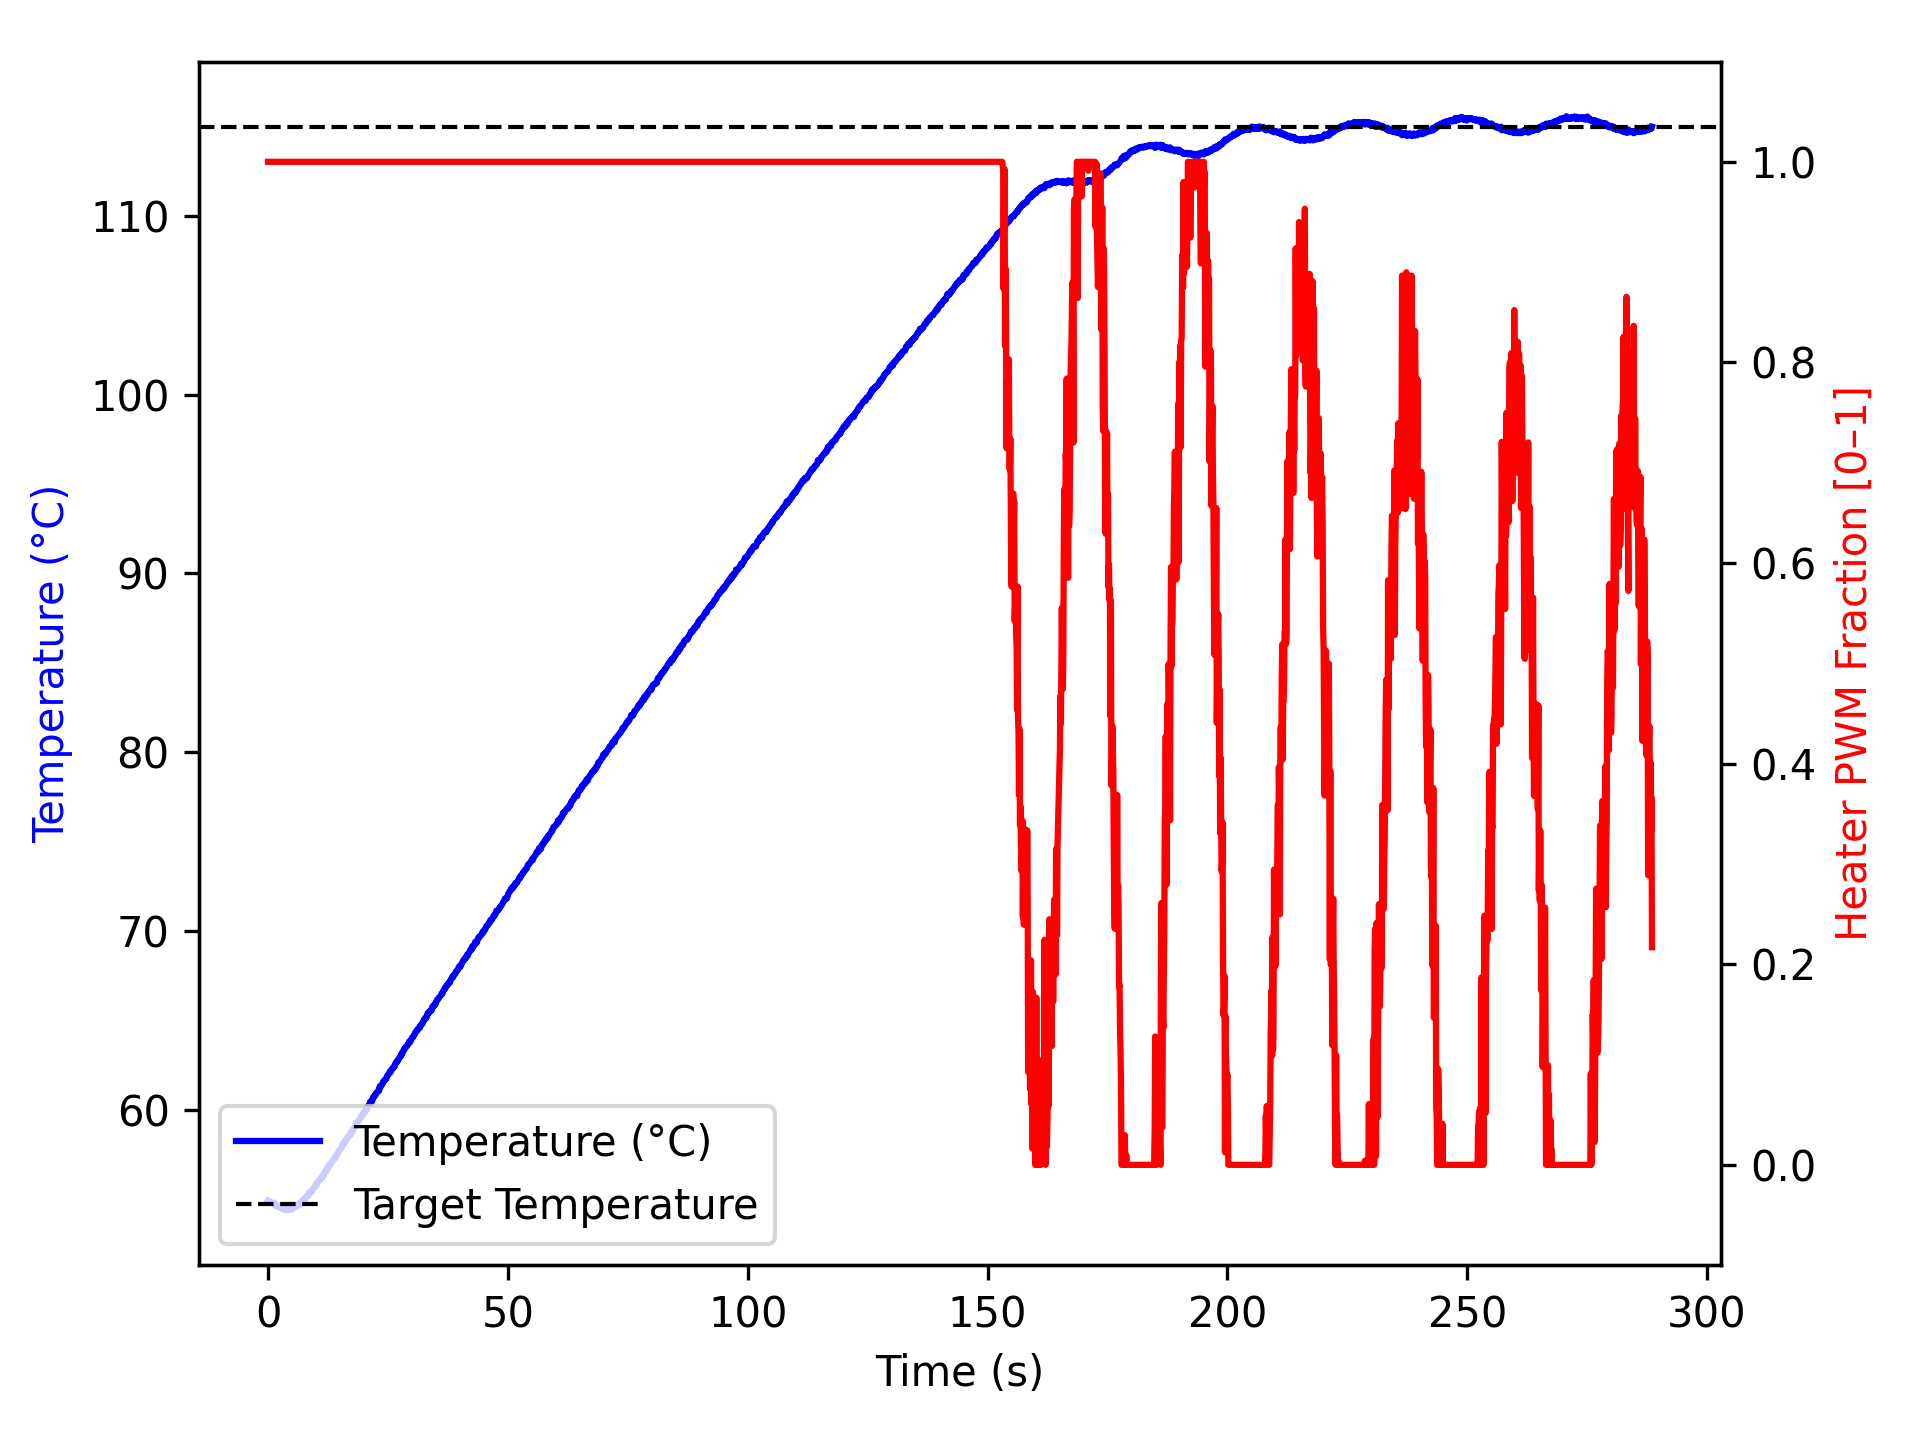 Temperature (°C)
110
100
90
80
70
60
1.0
0.8
0.6
0.4
0.2
0.0
Heater PWM Fraction [0–1]
Temperature (°C)
Target Temperature
0 50 100 150 200 250 300
Time (s)